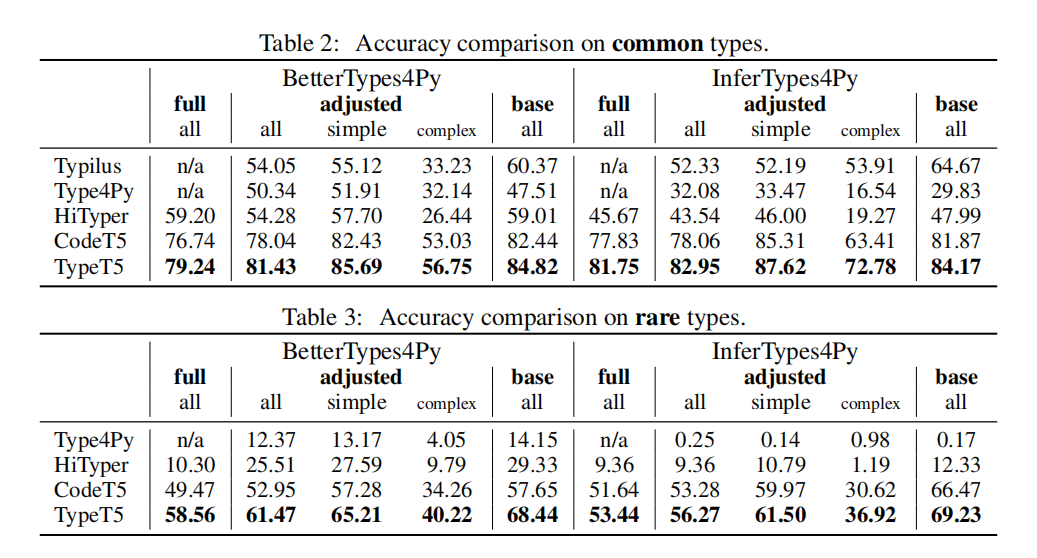 Table 2: Accuracy comparison on common types.
BetterTypes4Py InferTypes4Py
full adjusted base full adjusted base
all all simple complex all all all simple complex all
Typilus n/a 54.05 55.12 33.23 60.37 n/a 52.33 52.19 53.91 64.67
Type4Py n/a 50.34 51.91 32.14 47.51 n/a 32.08 33.47 16.54 29.83
HiTyper 59.20 54.28 57.70 26.44 59.01 45.67 43.54 46.00 19.27 47.99
CodeT5 76.74 78.04 82.43 53.03 82.44 77.83 78.06 85.31 63.41 81.87
TypeT5 79.24 81.43 85.69 56.75 84.82 81.75 82.95 87.62 72.78 84.17
Table 3: Accuracy comparison on rare types.
BetterTypes4Py InferTypes4Py
full adjusted base full adjusted base
all all simple complex all all all simple complex all
Type4Py n/a 12.37 13.17 4.05 14.15 n/a 0.25 0.14 0.98 0.17
HiTyper 10.30 25.51 27.59 9.79 29.33 9.36 9.36 10.79 1.19 12.33
CodeT5 49.47 52.95 57.28 34.26 57.65 51.64 53.28 59.97 30.62 66.47
TypeT5 58.56 61.47 65.21 40.22 68.44 53.44 56.27 61.50 36.92 69.23